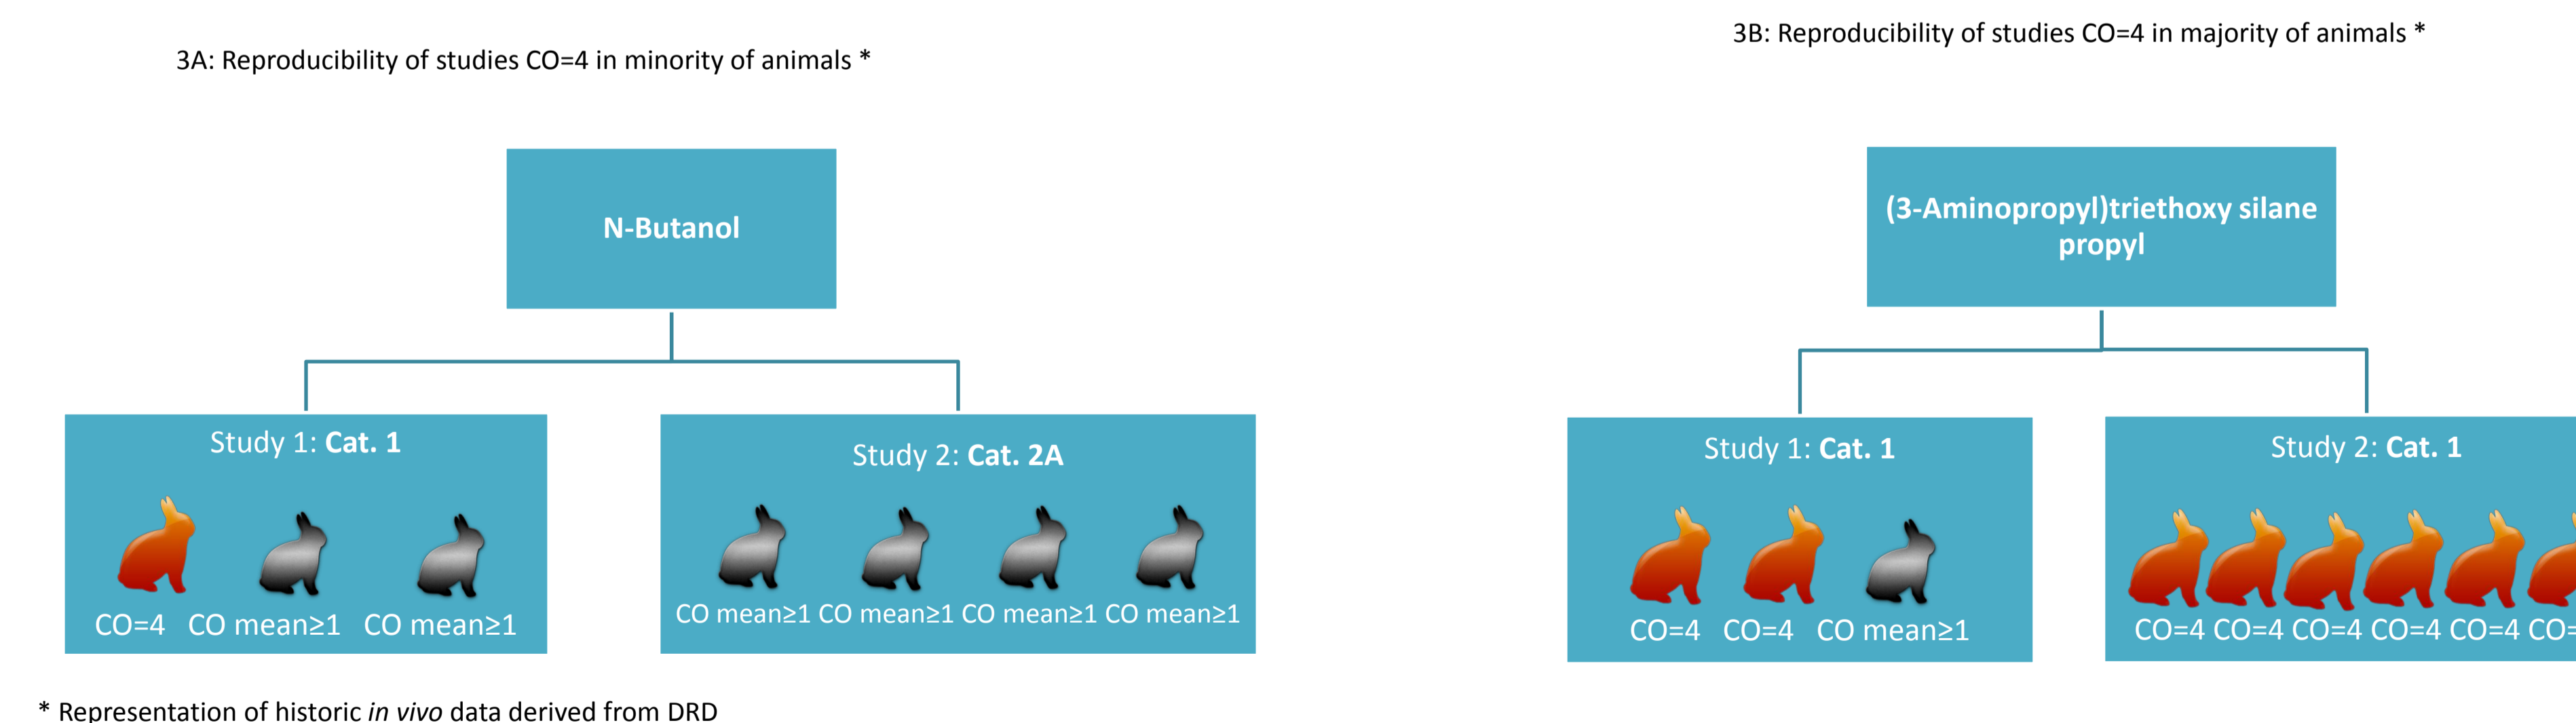 3A: Reproducibility of studies CO=4 in minority of animals *
N-Butanol
Study 1: Cat. 1
CO=4 CO mean≥1 CO mean≥1
Study 2: Cat. 2A
CO mean≥1 CO mean≥1 CO mean≥1 CO mean≥1
3B: Reproducibility of studies CO=4 in majority of animals *
(3-Aminopropyl)triethoxy silane
propyl
Study 1: Cat. 1
CO=4 CO=4 CO mean≥1
Study 2: Cat. 1
CO=4 CO=4 CO=4 CO=4 CO=4 CO=
* Representation of historic in vivo data derived from DRD